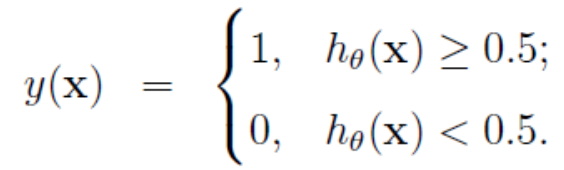 y(x) = { 1, hθ(x) ≥ 0.5;
0, hθ(x) < 0.5.